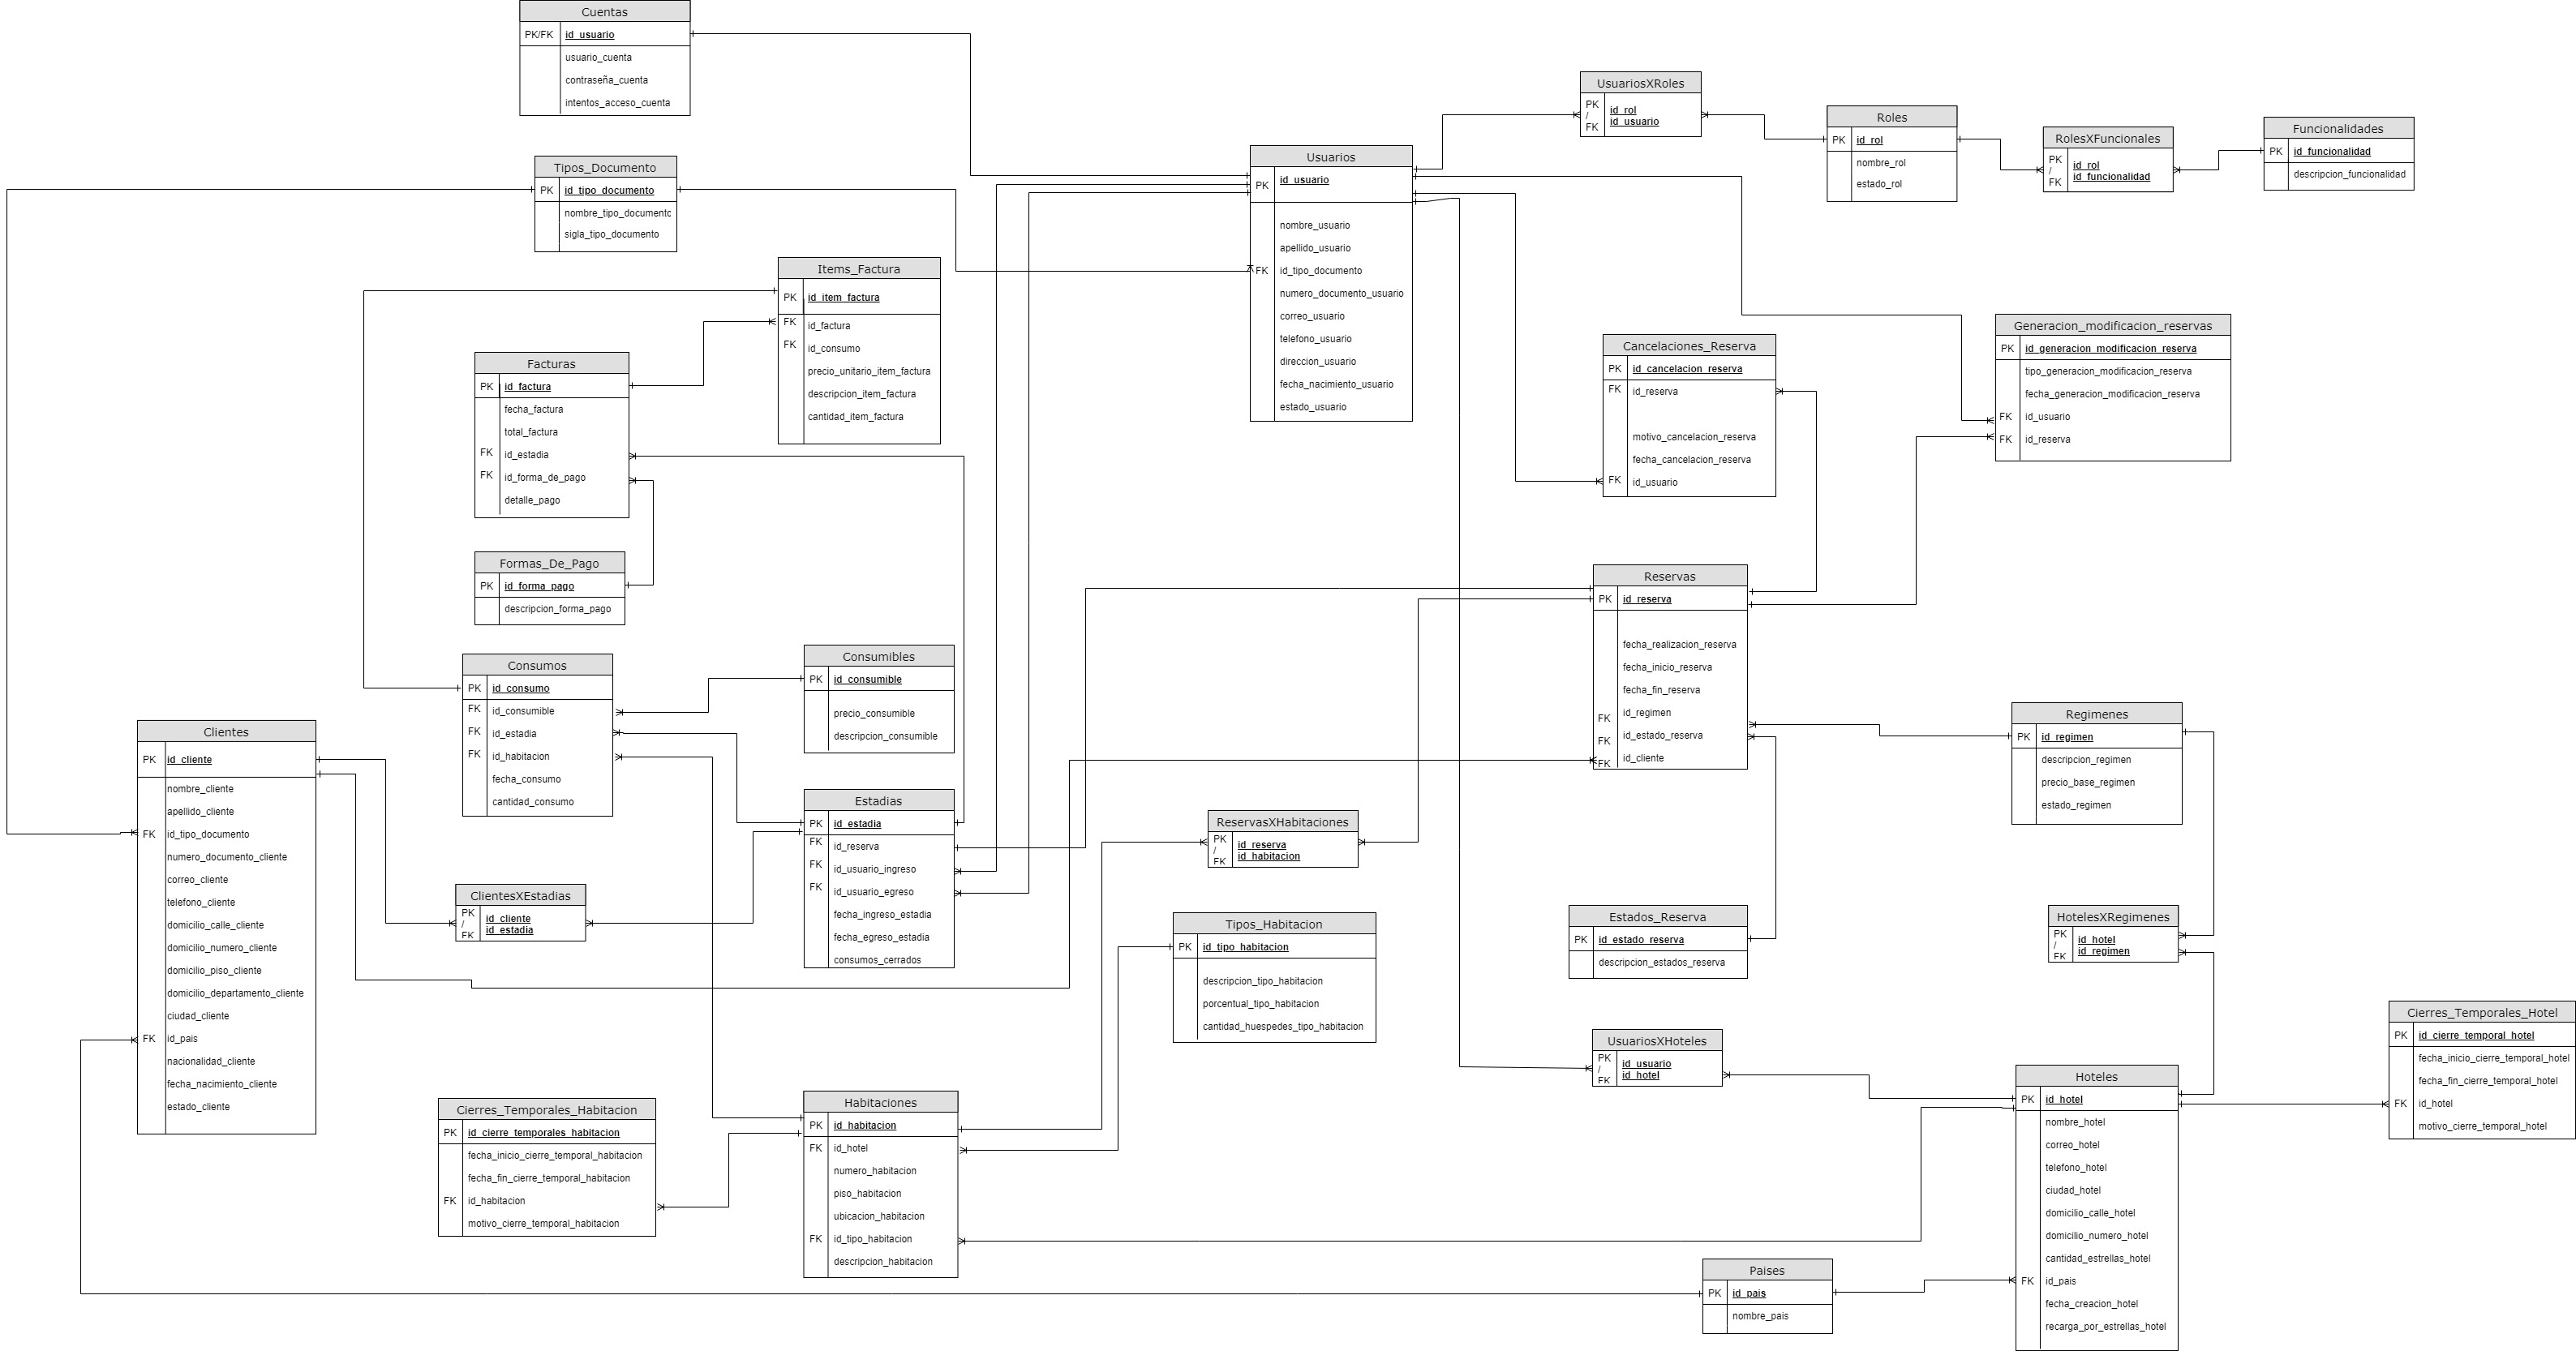 Cuentas
PK/FK id_usuario
usuario_cuenta
contraseña_cuenta
intentos_acceso_cuenta
Tipos_Documento
PK id_tipo_documento
nombre_tipo_documento
sigla_tipo_documento
Items_Factura
PK id_item_factura
FK id_factura
FK id_consumo
precio_unitario_item_factura
descripcion_item_factura
cantidad_item_factura
Facturas
PK id_factura
fecha_factura
total_factura
FK id_estadia
FK id_forma_de_pago
detalle_pago
Formas_De_Pago
PK id_forma_pago
descripcion_forma_pago
Usuarios
PK id_usuario
nombre_usuario
apellido_usuario
FK id_tipo_documento
numero_documento_usuario
correo_usuario
telefono_usuario
direccion_usuario
fecha_nacimiento_usuario
estado_usuario
UsuariosXRoles
PK
/
FK
id_rol
id_usuario
Roles
PK id_rol
nombre_rol
estado_rol
RolesXFuncionales
PK
/
FK
id_rol
id_funcionalidad
Funcionalidades
PK id_funcionalidad
descripcion_funcionalidad
Cancelaciones_Reserva
PK id_cancelacion_reserva
FK id_reserva
motivo_cancelacion_reserva
fecha_cancelacion_reserva
FK id_usuario
Generacion_modificacion_reservas
PK id_generacion_modificacion_reserva
tipo_generacion_modificacion_reserva
fecha_generacion_modificacion_reserva
FK id_usuario
FK id_reserva
Reservas
PK id_reserva
fecha_realizacion_reserva
fecha_inicio_reserva
fecha_fin_reserva
FK id_regimen
FK id_estado_reserva
FK id_cliente
Consumos
PK id_consumo
FK id_consumible
FK id_estadia
FK id_habitacion
fecha_consumo
cantidad_consumo
Consumibles
PK id_consumible
precio_consumible
descripcion_consumible
Clientes
PK id_cliente
nombre_cliente
apellido_cliente
FK id_tipo_documento
numero_documento_cliente
correo_cliente
telefono_cliente
domicilio_calle_cliente
domicilio_numero_cliente
domicilio_piso_cliente
domicilio_departamento_cliente
ciudad_cliente
FK id_pais
nacionalidad_cliente
fecha_nacimiento_cliente
estado_cliente
Estadias
PK id_estadia
FK id_reserva
FK id_usuario_ingreso
FK id_usuario_egreso
fecha_ingreso_estadia
fecha_egreso_estadia
consumos_cerrados
ClientesXEstadias
PK
/
FK
id_cliente
id_estadia
ReservasXHabitaciones
PK
/
FK
id_reserva
id_habitacion
Regimenes
PK id_regimen
descripcion_regimen
precio_base_regimen
estado_regimen
Tipos_Habitacion
PK id_tipo_habitacion
descripcion_tipo_habitacion
porcentual_tipo_habitacion
cantidad_huespedes_tipo_habitacion
Estados_Reserva
PK id_estado_reserva
descripcion_estados_reserva
HotelesXRegimenes
PK
/
FK
id_hotel
id_regimen
UsuariosXHoteles
PK
/
FK
id_usuario
id_hotel
Cierres_Temporales_Hotel
PK id_cierre_temporal_hotel
fecha_inicio_cierre_temporal_hotel
fecha_fin_cierre_temporal_hotel
FK id_hotel
motivo_cierre_temporal_hotel
Cierres_Temporales_Habitacion
PK id_cierre_temporales_habitacion
fecha_inicio_cierre_temporal_habitacion
fecha_fin_cierre_temporal_habitacion
FK id_habitacion
motivo_cierre_temporal_habitacion
Habitaciones
PK id_habitacion
FK id_hotel
numero_habitacion
piso_habitacion
ubicacion_habitacion
FK id_tipo_habitacion
descripcion_habitacion
Hoteles
PK id_hotel
nombre_hotel
correo_hotel
telefono_hotel
ciudad_hotel
domicilio_calle_hotel
domicilio_numero_hotel
cantidad_estrellas_hotel
FK id_pais
fecha_creacion_hotel
recarga_por_estrellas_hotel
Paises
PK id_pais
nombre_pais